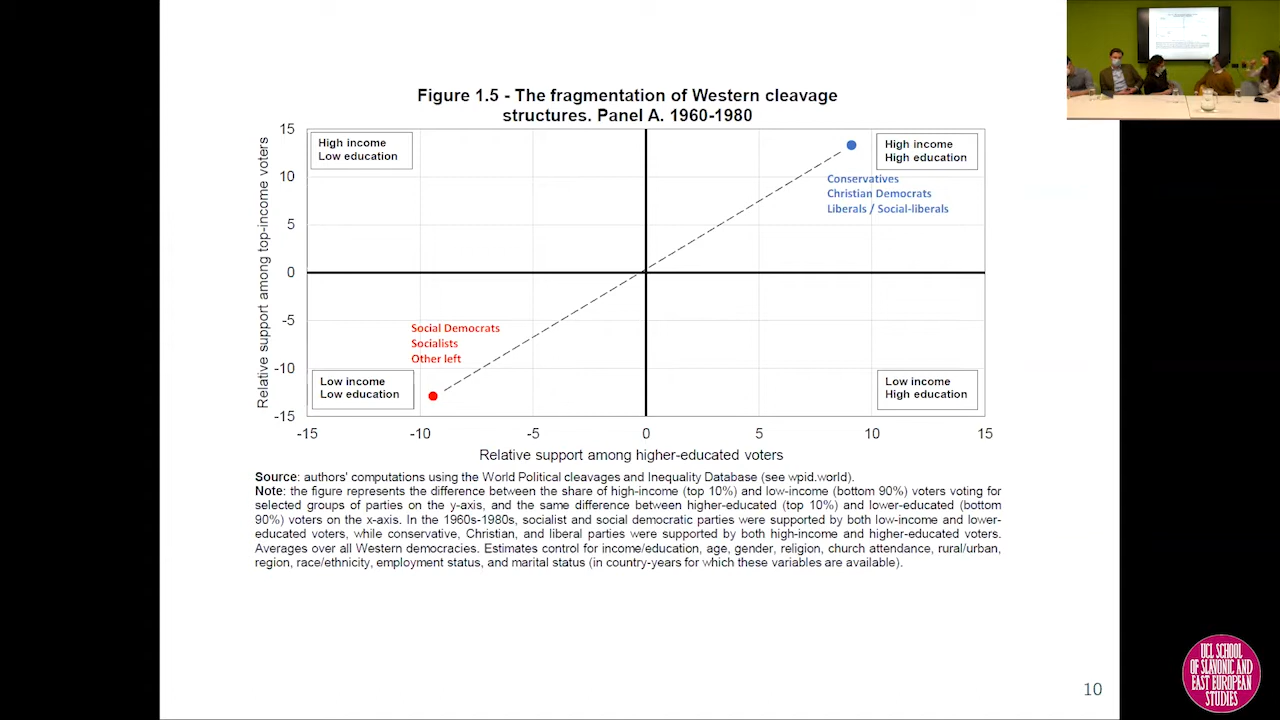 Figure 1.5 - The fragmentation of Western cleavage
structures. Panel A. 1960-1980
Relative support among top-income voters
15
10
5
0
-5
-10
-15
High income
Low education
High income
High education
Conservatives
Christian Democrats
Liberals / Social-liberals
Social Democrats
Socialists
Other left
Low income
Low education
Low income
High education
-15 -10 -5 0 5 10 15
Relative support among higher-educated voters
Source: authors' computations using the World Political cleavages and Inequality Database (see wpid.world).
Note: the figure represents the difference between the share of high-income (top 10%) and low-income (bottom 90%) voters voting for
selected groups of parties on the y-axis, and the same difference between higher-educated (top 10%) and lower-educated (bottom
90%) voters on the x-axis. In the 1960s-1980s, socialist and social democratic parties were supported by both low-income and lower-
educated voters, while conservative, Christian, and liberal parties were supported by both high-income and higher-educated voters.
Averages over all Western democracies. Estimates control for income/education, age, gender, religion, church attendance, rural/urban,
region, race/ethnicity, employment status, and marital status (in country-years for which these variables are available).
10
UCL SCHOOL
OF SLAVONIC AND
EAST EUROPEAN
STUDIES